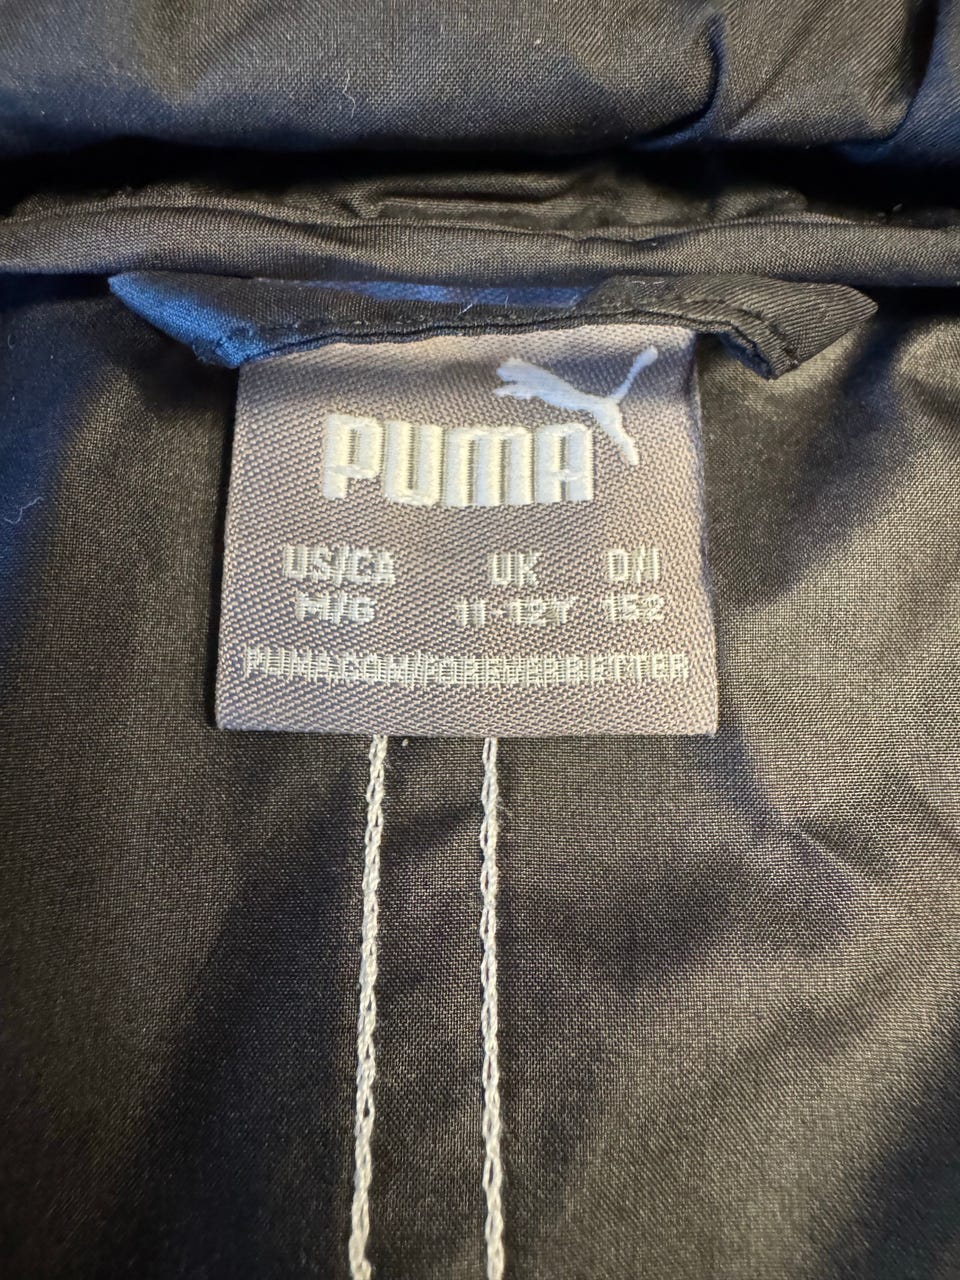 PUMA
US/CA UK D/I
M/G 11-12Y 152
PUMA.COM/FOREVERBETTER